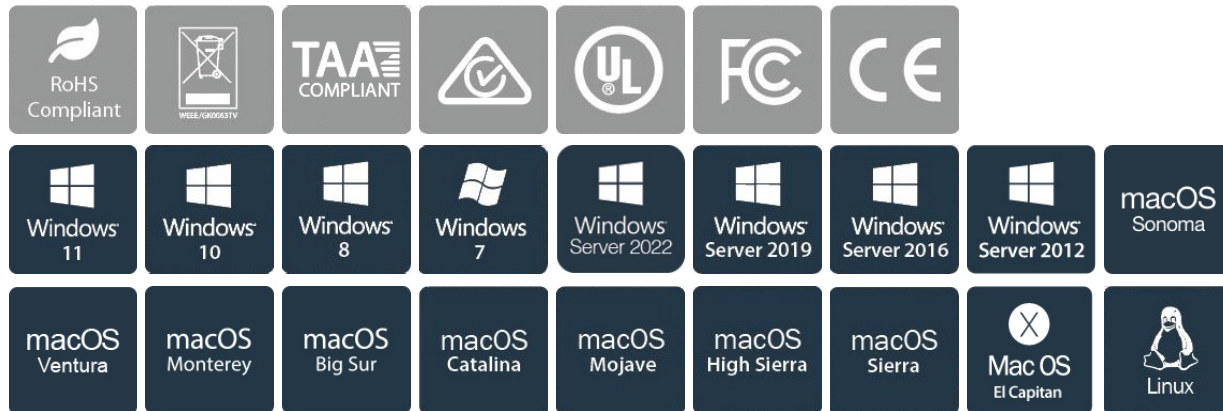 RoHS
Compliant
WEEE/GK0063TV
TAA
COMPLIANT
UL
®
FC
CE
Windows
11
Windows
10
Windows
8
Windows
7
Windows
Server 2022
Windows
Server 2019
Windows
Server 2016
Windows
Server 2012
macOS
Sonoma
macOS
Ventura
macOS
Monterey
macOS
Big Sur
macOS
Catalina
macOS
Mojave
macOS
High Sierra
macOS
Sierra
X
Mac OS
El Capitan
Linux